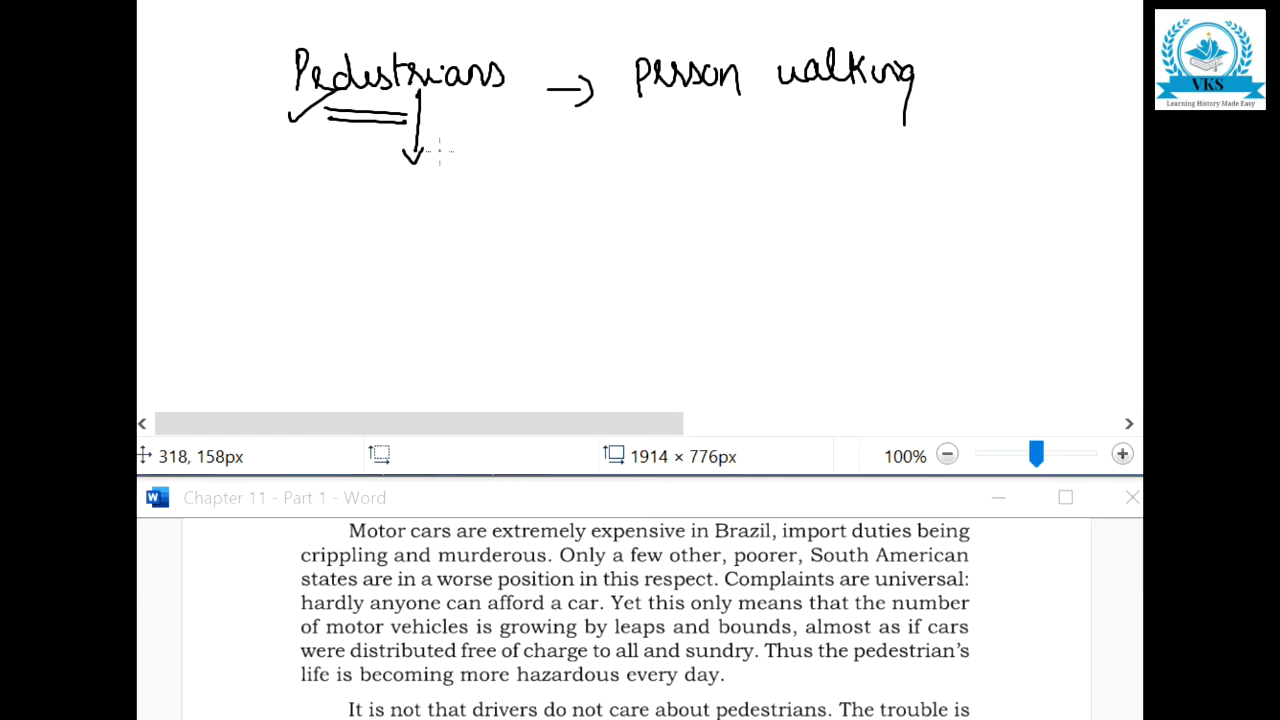 Pedestrians → person walking
VKS
Learning History Made Easy
318, 158px
1914 × 776px
100%
Chapter 11 - Part 1 - Word
Motor cars are extremely expensive in Brazil, import duties being
crippling and murderous. Only a few other, poorer, South American
states are in a worse position in this respect. Complaints are universal:
hardly anyone can afford a car. Yet this only means that the number
of motor vehicles is growing by leaps and bounds, almost as if cars
were distributed free of charge to all and sundry. Thus the pedestrian's
life is becoming more hazardous every day.
It is not that drivers do not care about pedestrians. The trouble is